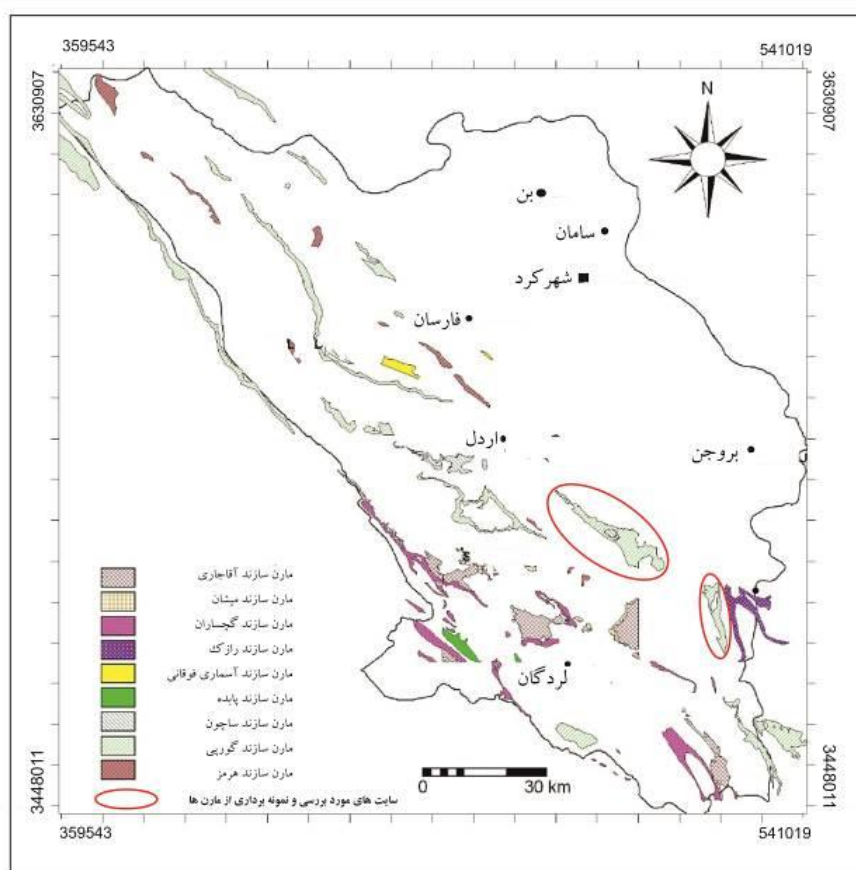 359543
541019
3630907
3630907
N
بن
سامان
شهرکرد
فارسان
اردل
بروجن
مارن سازند آقاجاری
مارن سازند میشان
مارن سازند گچساران
مارن سازند رازک
مارن سازند آسماری فوقانی
مارن سازند پابده
مارن سازند ساچون
مارن سازند گورپی
مارن سازند هرمز
سایت های مورد بررسی و نمونه برداری از مارن ها
لردگان
0 30 km
3448011
3448011
359543
541019